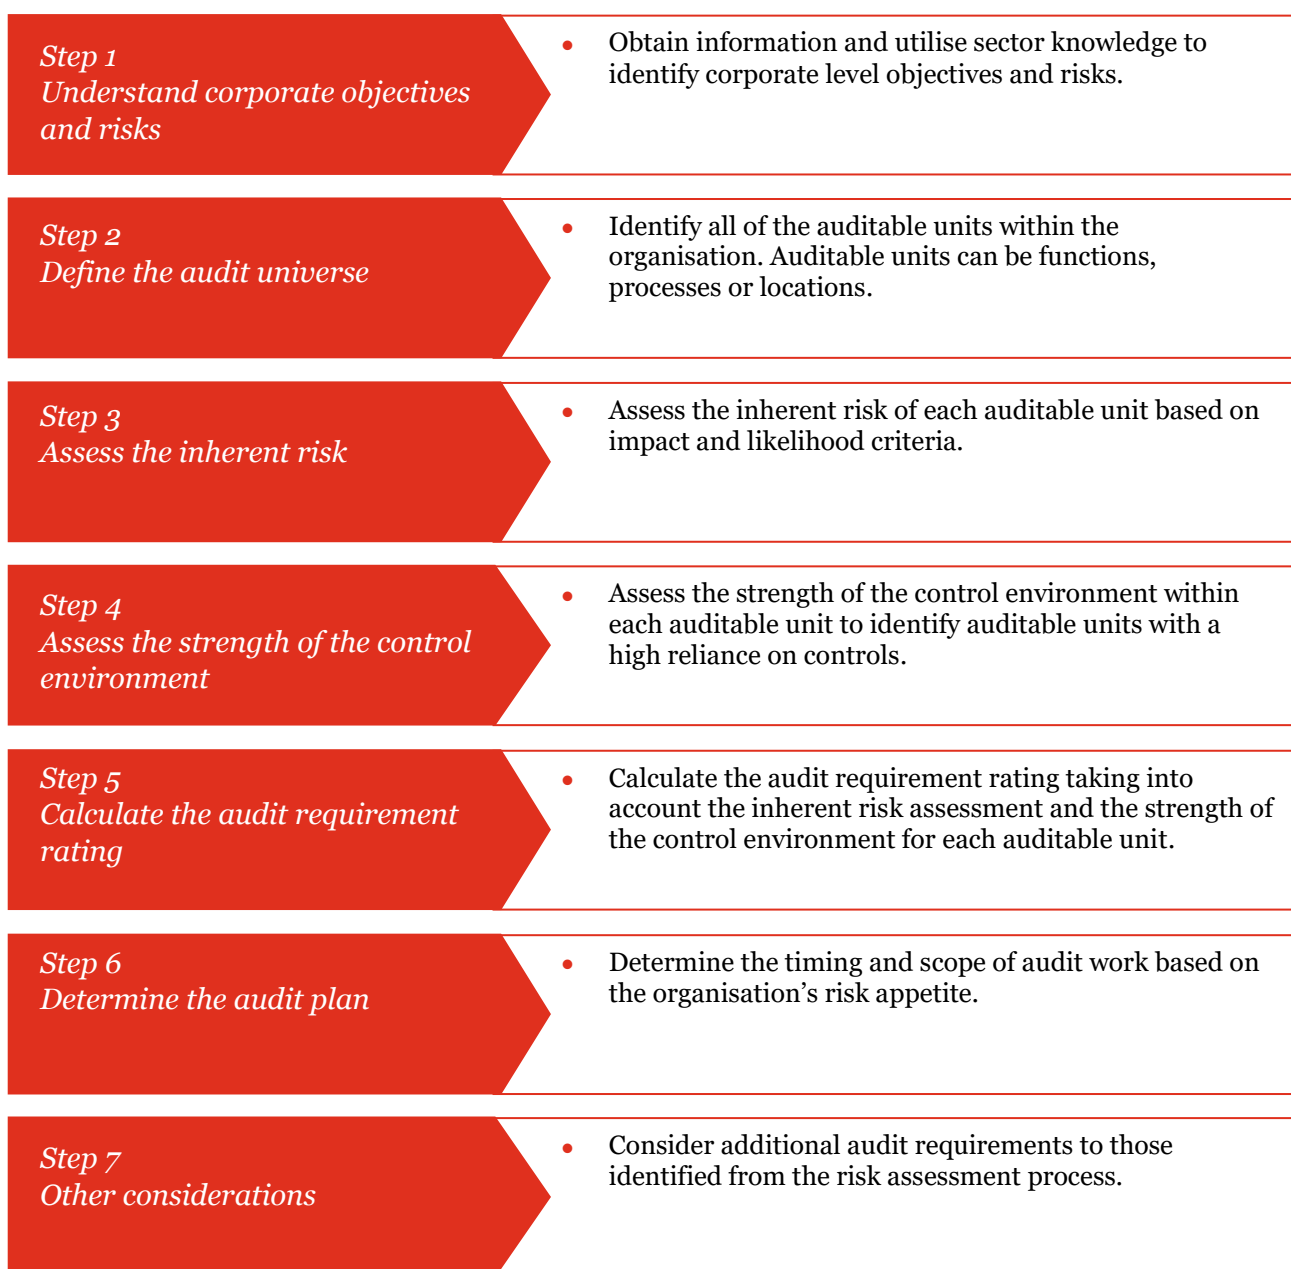 Step 1
Understand corporate objectives
and risks
• Obtain information and utilise sector knowledge to
identify corporate level objectives and risks.
Step 2
Define the audit universe
• Identify all of the auditable units within the
organisation. Auditable units can be functions,
processes or locations.
Step 3
Assess the inherent risk
• Assess the inherent risk of each auditable unit based on
impact and likelihood criteria.
Step 4
Assess the strength of the control
environment
• Assess the strength of the control environment within
each auditable unit to identify auditable units with a
high reliance on controls.
Step 5
Calculate the audit requirement
rating
• Calculate the audit requirement rating taking into
account the inherent risk assessment and the strength of
the control environment for each auditable unit.
Step 6
Determine the audit plan
• Determine the timing and scope of audit work based on
the organisation’s risk appetite.
Step 7
Other considerations
• Consider additional audit requirements to those
identified from the risk assessment process.